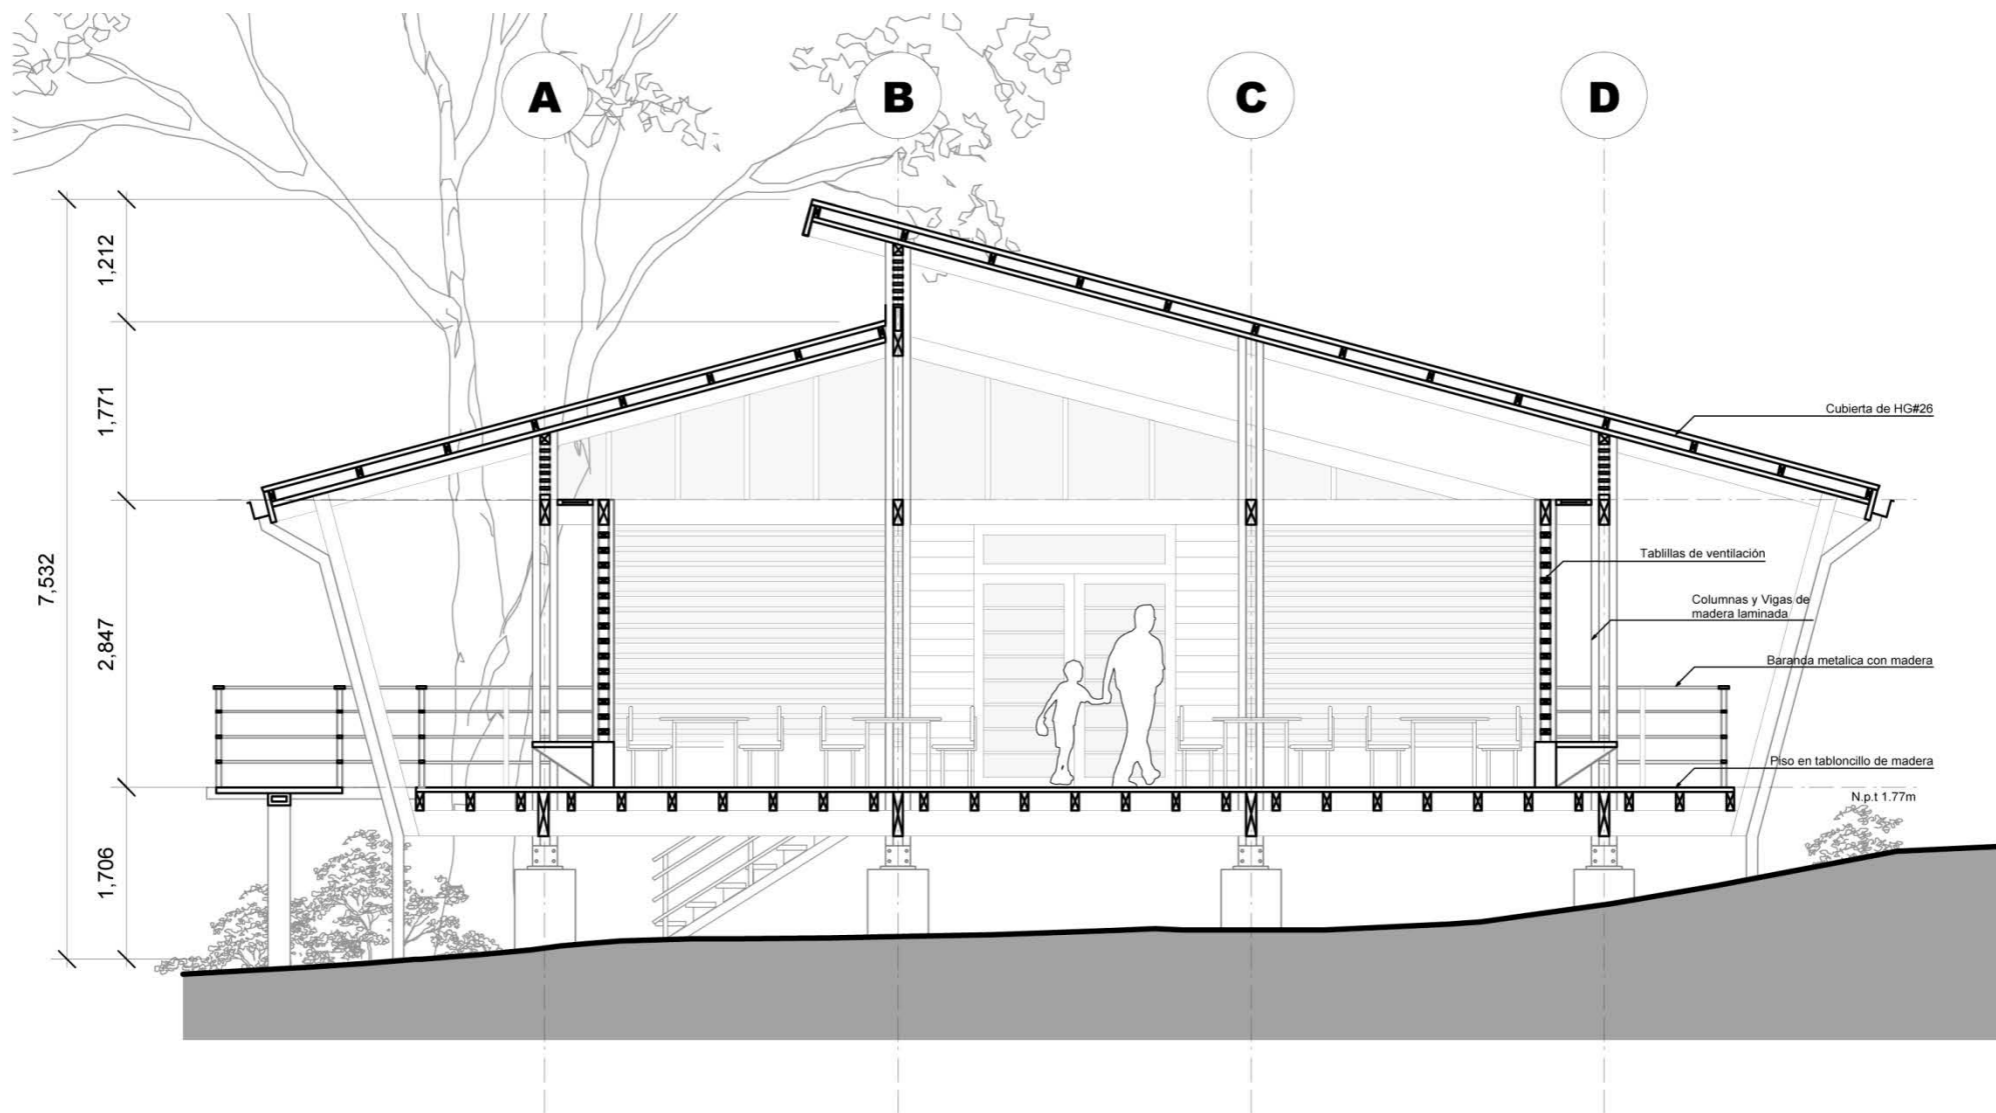 A
B
C
D
1,212
1,771
7,532
2,847
1,706
Cubierta de HG#26
Tablillas de ventilación
Columnas y Vigas de
madera laminada
Baranda metalica con madera
Piso en tabloncillo de madera
N.p.t 1.77m